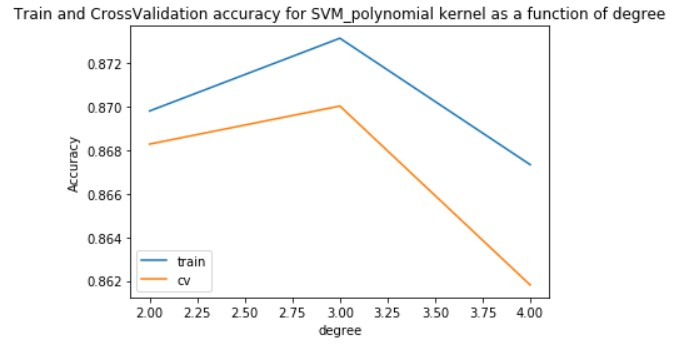 Train and CrossValidation accuracy for SVM_polynomial kernel as a function of degree
0.872
0.870
0.868
0.866
0.864
0.862
Accuracy
train
cv
2.00 2.25 2.50 2.75 3.00 3.25 3.50 3.75 4.00
degree